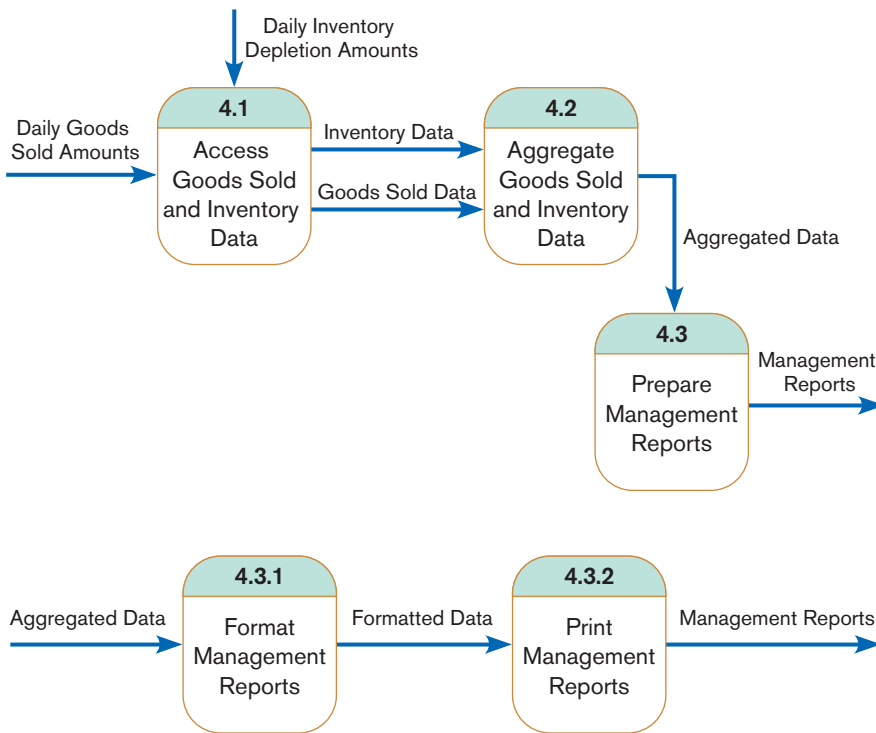 Daily Inventory
Depletion Amounts
Daily Goods
Sold Amounts
4.1
Access
Goods Sold
and Inventory
Data
Inventory Data
Goods Sold Data
4.2
Aggregate
Goods Sold
and Inventory
Data
Aggregated Data
4.3
Prepare
Management
Reports
Management
Reports
Aggregated Data
4.3.1
Format
Management
Reports
Formatted Data
4.3.2
Print
Management
Reports
Management Reports